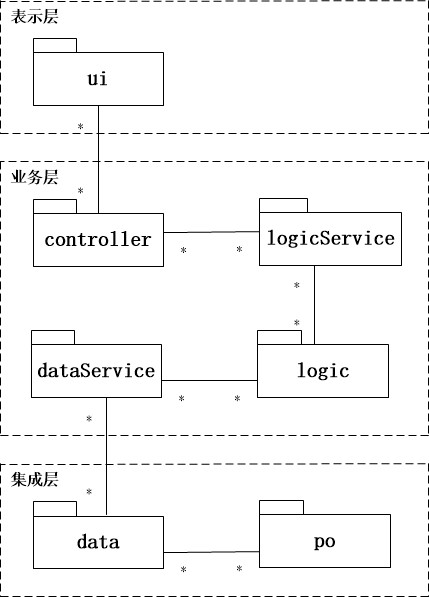 表示层
ui
*
*
业务层
controller
logicService
*
*
*
*
dataService
logic
*
*
*
*
集成层
data
po
*
*